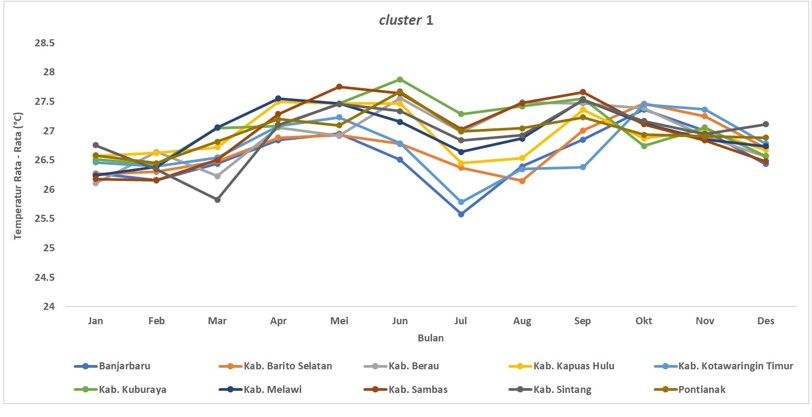 cluster 1
Temperatur Rata - Rata (°C)
28.5
28
27.5
27
26.5
26
25.5
25
24.5
24
Jan Feb Mar Apr Mei Jun Jul Aug Sep Okt Nov Des
Bulan
Banjarbaru Kab. Barito Selatan Kab. Berau Kab. Kapuas Hulu Kab. Kotawaringin Timur
Kab. Kuburaya Kab. Melawi Kab. Sambas Kab. Sintang Pontianak